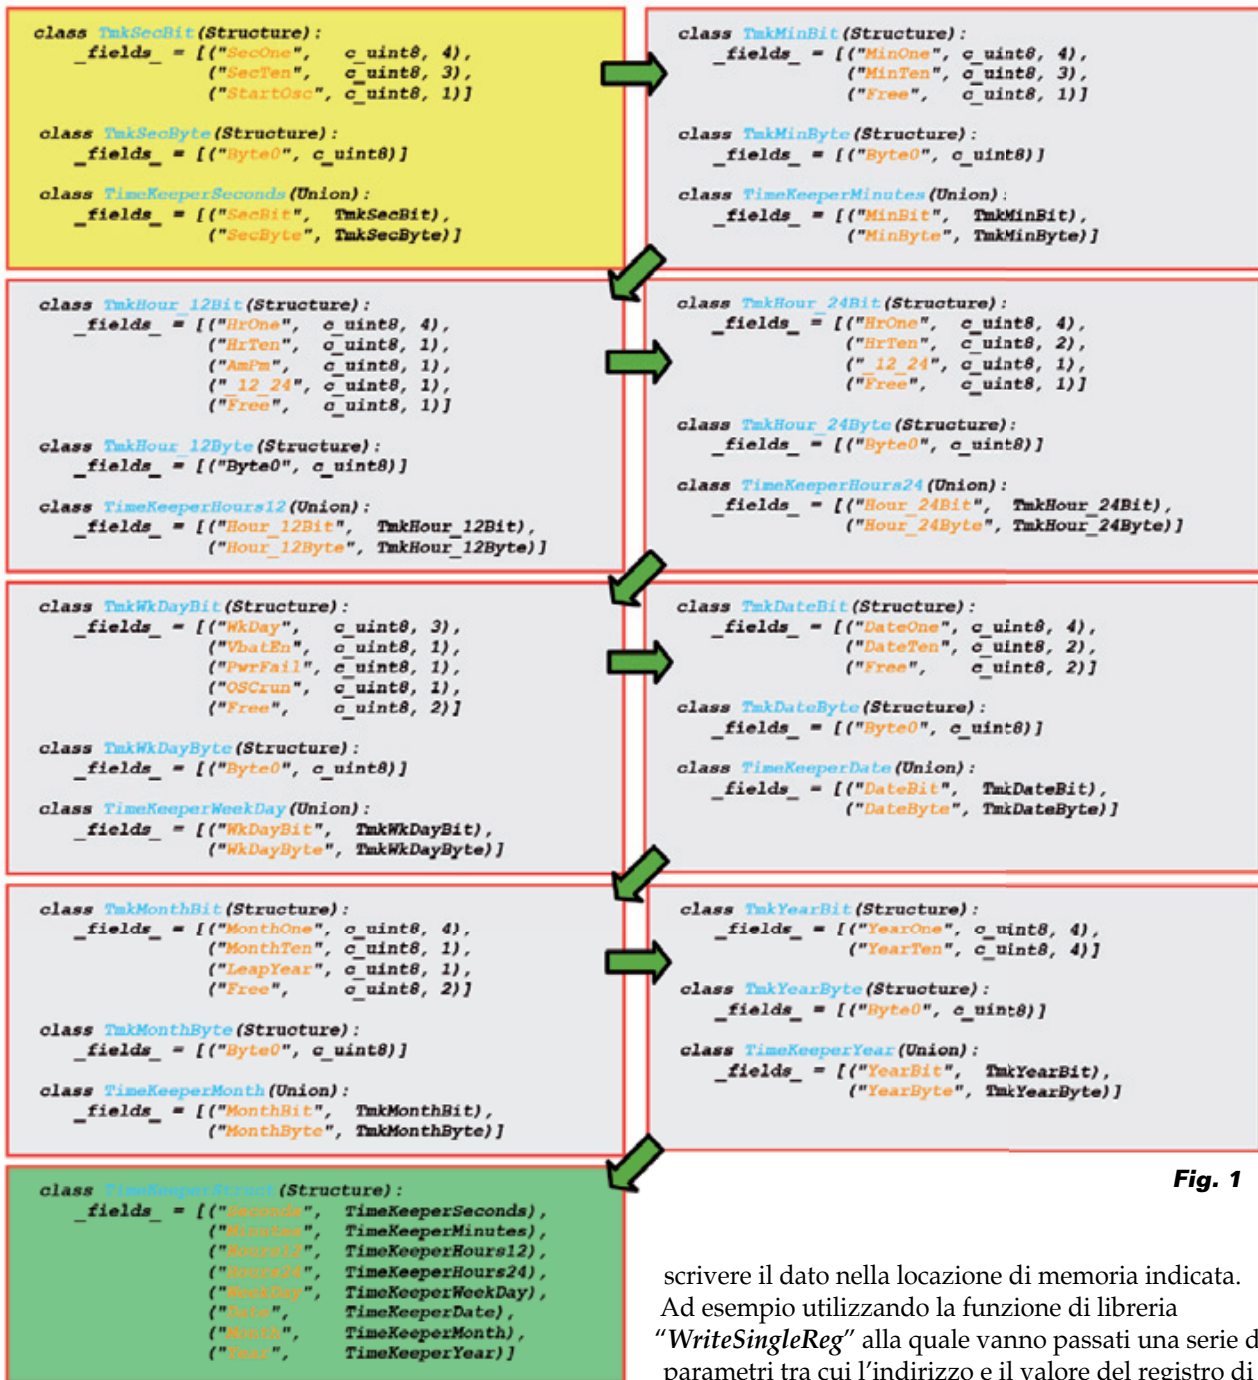 class TmkSecBit(Structure):
_fields_ = [("SecOne", c_uint8, 4),
("SecTen", c_uint8, 3),
("StartOsc", c_uint8, 1)]
class TmkSecByte(Structure):
_fields_ = [("Byte0", c_uint8)]
class TimeKeeperSeconds(Union):
_fields_ = [("SecBit", TmkSecBit),
("SecByte", TmkSecByte)]
class TmkMinBit(Structure):
_fields_ = [("MinOne", c_uint8, 4),
("MinTen", c_uint8, 3),
("Free", c_uint8, 1)]
class TmkMinByte(Structure):
_fields_ = [("Byte0", c_uint8)]
class TimeKeeperMinutes(Union):
_fields_ = [("MinBit", TmkMinBit),
("MinByte", TmkMinByte)]
class TmkHour_12Bit(Structure):
_fields_ = [("HrOne", c_uint8, 4),
("HrTen", c_uint8, 1),
("AmPm", c_uint8, 1),
("_12_24", c_uint8, 1),
("Free", c_uint8, 1)]
class TmkHour_12Byte(Structure):
_fields_ = [("Byte0", c_uint8)]
class TimeKeeperHours12(Union):
_fields_ = [("Hour_12Bit", TmkHour_12Bit),
("Hour_12Byte", TmkHour_12Byte)]
class TmkHour_24Bit(Structure):
_fields_ = [("HrOne", c_uint8, 4),
("HrTen", c_uint8, 2),
("_12_24", c_uint8, 1),
("Free", c_uint8, 1)]
class TmkHour_24Byte(Structure):
_fields_ = [("Byte0", c_uint8)]
class TimeKeeperHours24(Union):
_fields_ = [("Hour_24Bit", TmkHour_24Bit),
("Hour_24Byte", TmkHour_24Byte)]
class TmkWkDayBit(Structure):
_fields_ = [("WkDay", c_uint8, 3),
("VbatEn", c_uint8, 1),
("PwrFail", c_uint8, 1),
("OSCrun", c_uint8, 1),
("Free", c_uint8, 2)]
class TmkWkDayByte(Structure):
_fields_ = [("Byte0", c_uint8)]
class TimeKeeperWeekDay(Union):
_fields_ = [("WkDayBit", TmkWkDayBit),
("WkDayByte", TmkWkDayByte)]
class TmkDateBit(Structure):
_fields_ = [("DateOne", c_uint8, 4),
("DateTen", c_uint8, 2),
("Free", c_uint8, 2)]
class TmkDateByte(Structure):
_fields_ = [("Byte0", c_uint8)]
class TimeKeeperDate(Union):
_fields_ = [("DateBit", TmkDateBit),
("DateByte", TmkDateByte)]
class TmkMonthBit(Structure):
_fields_ = [("MonthOne", c_uint8, 4),
("MonthTen", c_uint8, 1),
("LeapYear", c_uint8, 1),
("Free", c_uint8, 2)]
class TmkMonthByte(Structure):
_fields_ = [("Byte0", c_uint8)]
class TimeKeeperMonth(Union):
_fields_ = [("MonthBit", TmkMonthBit),
("MonthByte", TmkMonthByte)]
class TmkYearBit(Structure):
_fields_ = [("YearOne", c_uint8, 4),
("YearTen", c_uint8, 4)]
class TmkYearByte(Structure):
_fields_ = [("Byte0", c_uint8)]
class TimeKeeperYear(Union):
_fields_ = [("YearBit", TmkYearBit),
("YearByte", TmkYearByte)]
class TimeKeeperStruct(Structure):
_fields_ = [("Seconds", TimeKeeperSeconds),
("Minutes", TimeKeeperMinutes),
("Hours12", TimeKeeperHours12),
("Hours24", TimeKeeperHours24),
("WeekDay", TimeKeeperWeekDay),
("Date", TimeKeeperDate),
("Month", TimeKeeperMonth),
("Year", TimeKeeperYear)]
Fig. 1
scrivere il dato nella locazione di memoria indicata.
Ad esempio utilizzando la funzione di libreria
"WriteSingleReg" alla quale vanno passati una serie d
parametri tra cui l'indirizzo e il valore del registro di